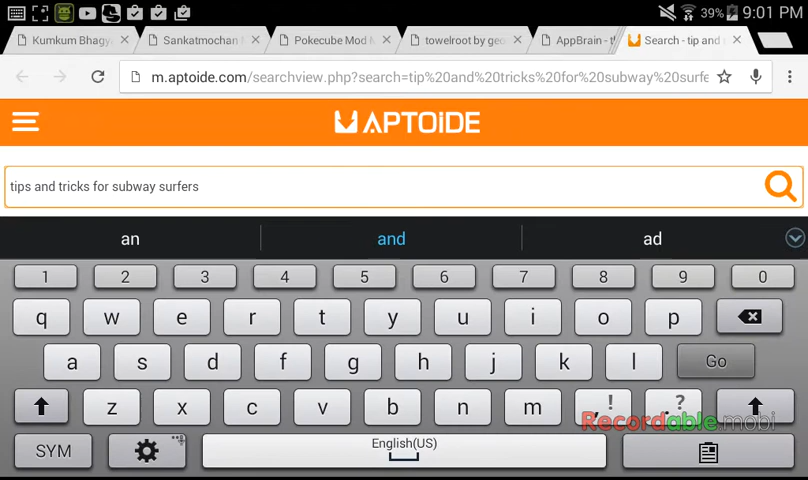 39% 9:01 PM
Kumkum Bhagy
Sankatmochan
Pokecube Mod
towelroot by geo
AppBrain - t
Search - tip and
m.aptoide.com/searchview.php?search=tip%20and%20tricks%20for%20subway%20surfe
APTOiDE
tips and tricks for subway surfers
an and ad
1 2 3 4 5 6 7 8 9 0
q w e r t y u i o p
a s d f g h j k l Go
z x c v b n m , ! . ?
Recordable.mobi
SYM English(US)